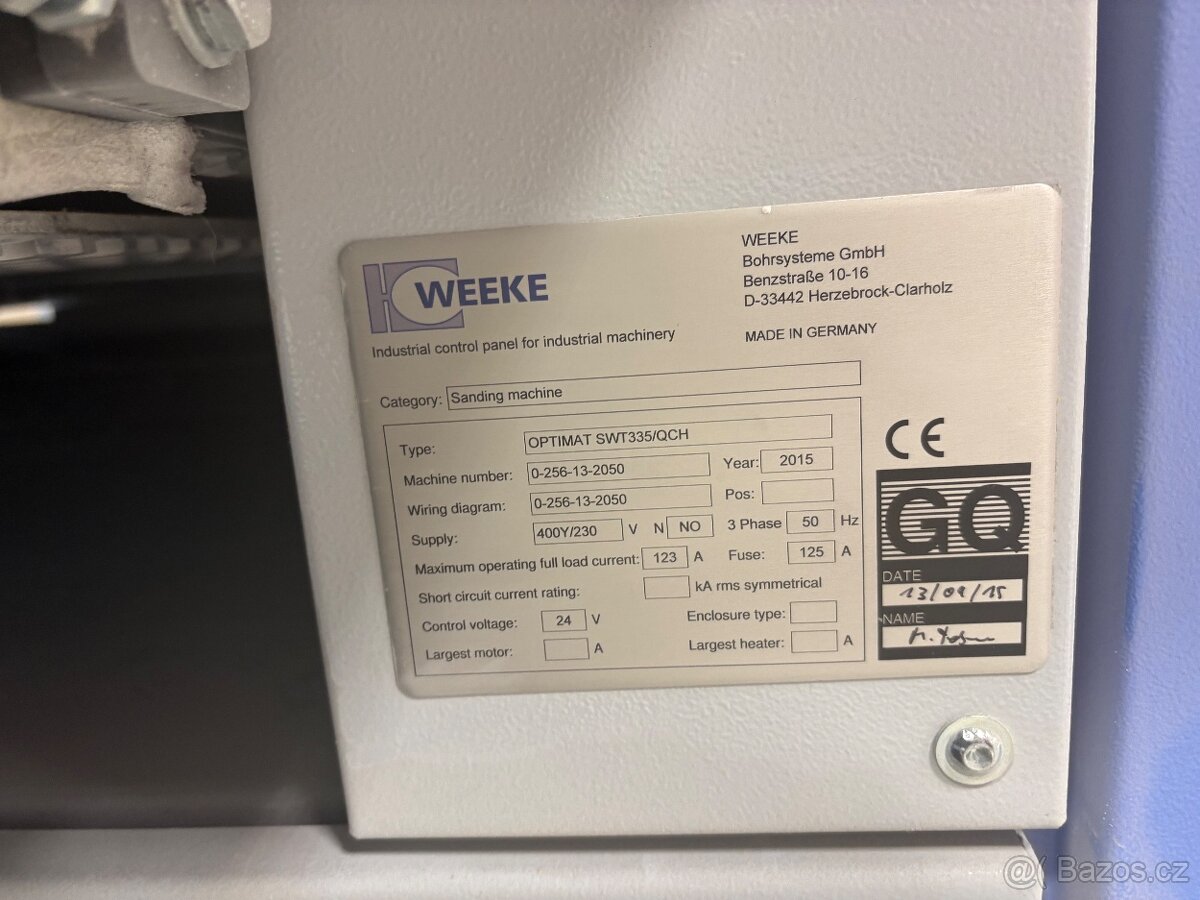 WEEKE
Bohrsysteme GmbH
Benzstraße 10-16
D-33442 Herzebrock-Clarholz
MADE IN GERMANY
WEEKE
Industrial control panel for industrial machinery
Category: Sanding machine
Type: OPTIMAT SWT335/QCH
Machine number: 0-256-13-2050 Year: 2015
Wiring diagram: 0-256-13-2050 Pos:
Supply: 400Y/230 V N NO 3 Phase 50 Hz
Maximum operating full load current: 123 A Fuse: 125 A
Short circuit current rating: kA rms symmetrical
Control voltage: 24 V Enclosure type:
Largest motor: A Largest heater: A
CE
GQ
DATE
NAME
Bazos.cz